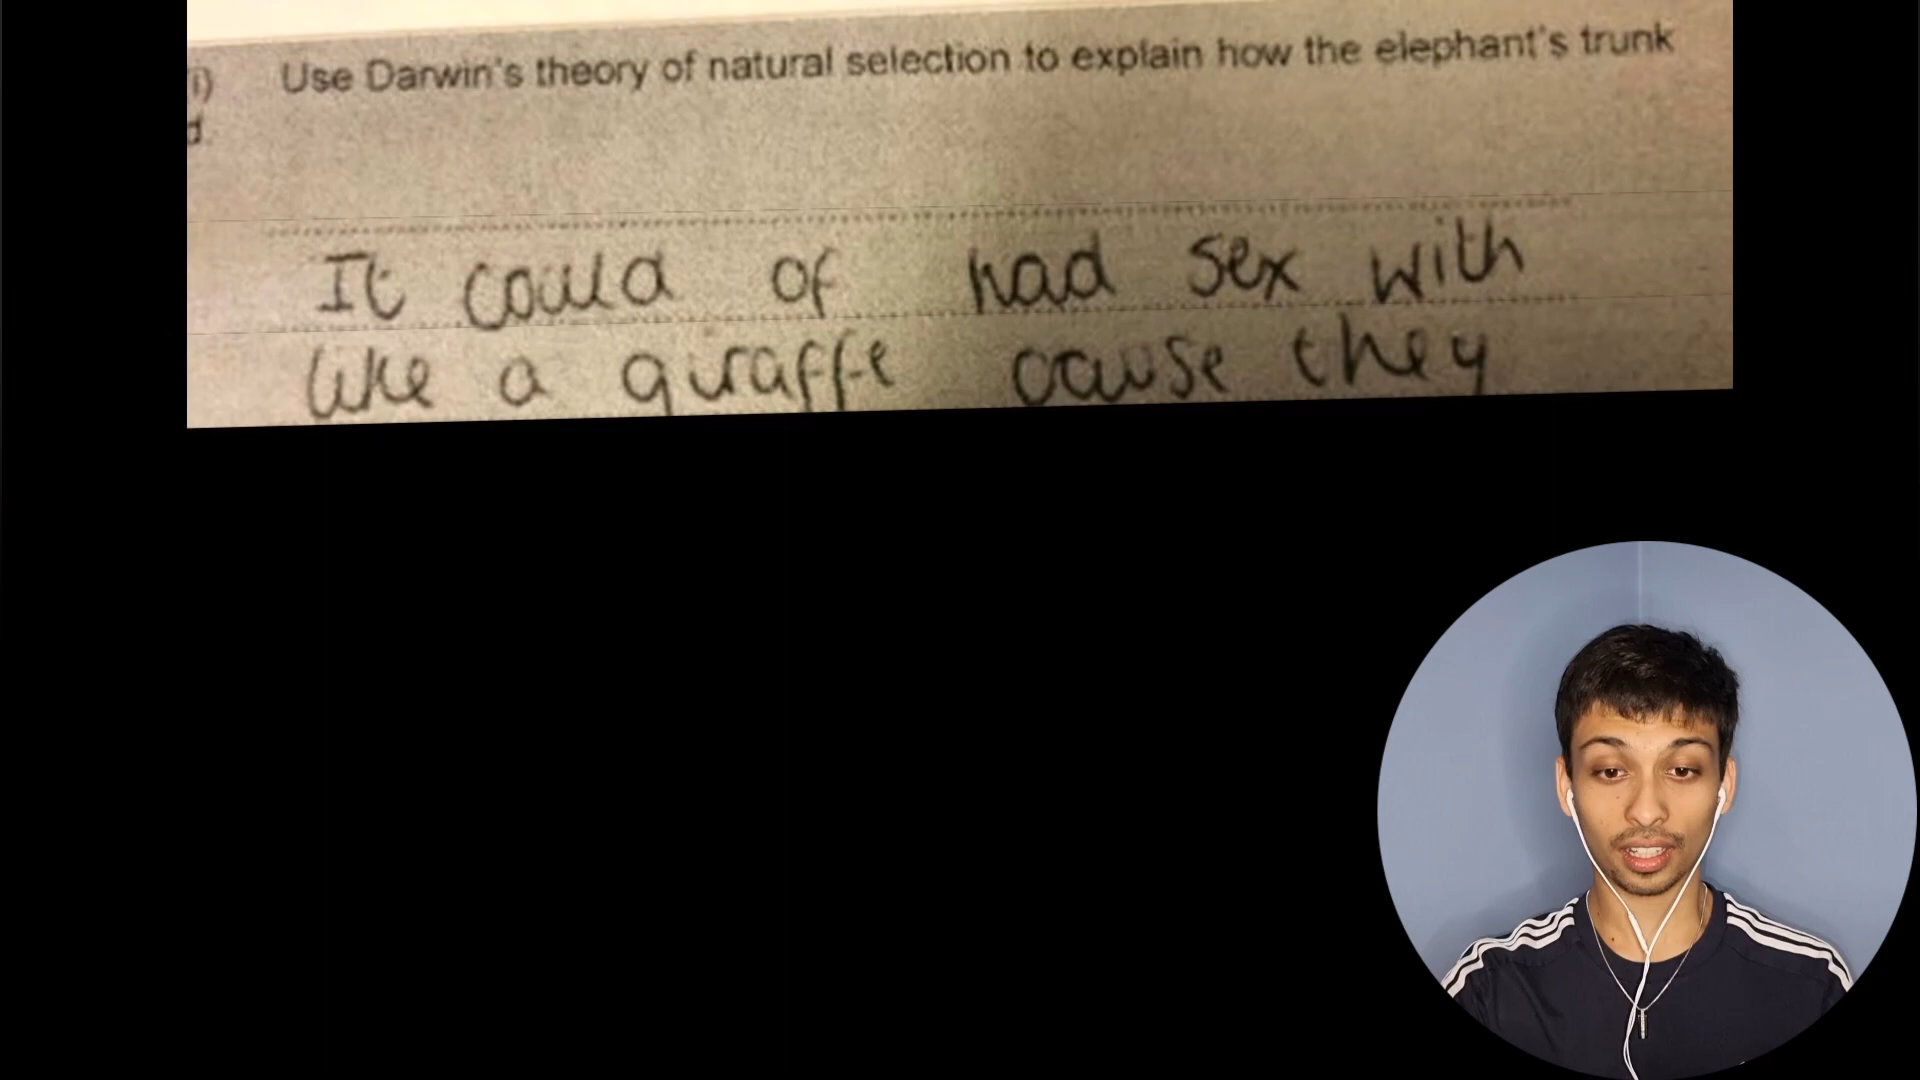 i) Use Darwin's theory of natural selection to explain how the elephant's trunk
d.
It could of had sex with
like a giraffe cause they